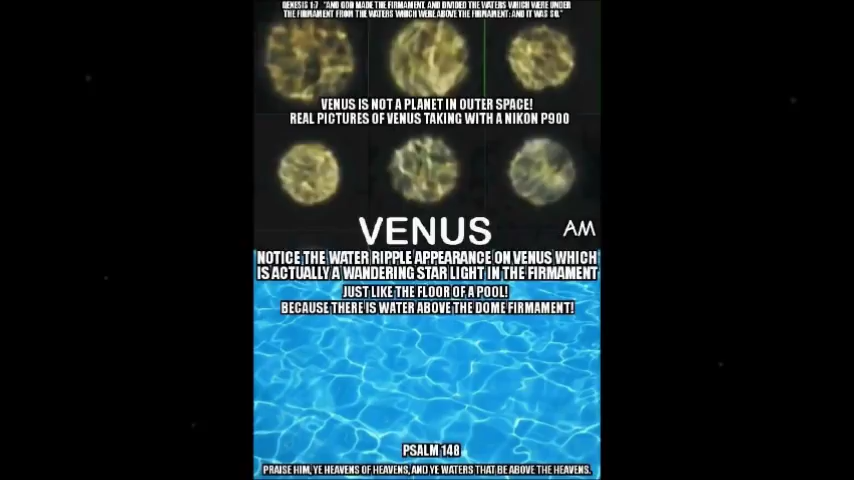 GENESIS 1:7 "AND GOD MADE THE FIRMAMENT, AND DIVIDED THE WATERS WHICH WERE UNDER
THE FIRMAMENT FROM THE WATERS WHICH WERE ABOVE THE FIRMAMENT: AND IT WAS SO."
VENUS IS NOT A PLANET IN OUTER SPACE!
REAL PICTURES OF VENUS TAKING WITH A NIKON P900
VENUS
AM
NOTICE THE WATER RIPPLE APPEARANCE ON VENUS WHICH
IS ACTUALLY A WANDERING STAR LIGHT IN THE FIRMAMENT
JUST LIKE THE FLOOR OF A POOL!
BECAUSE THERE IS WATER ABOVE THE DOME FIRMAMENT!
PSALM 148
PRAISE HIM, YE HEAVENS OF HEAVENS, AND YE WATERS THAT BE ABOVE THE HEAVENS.